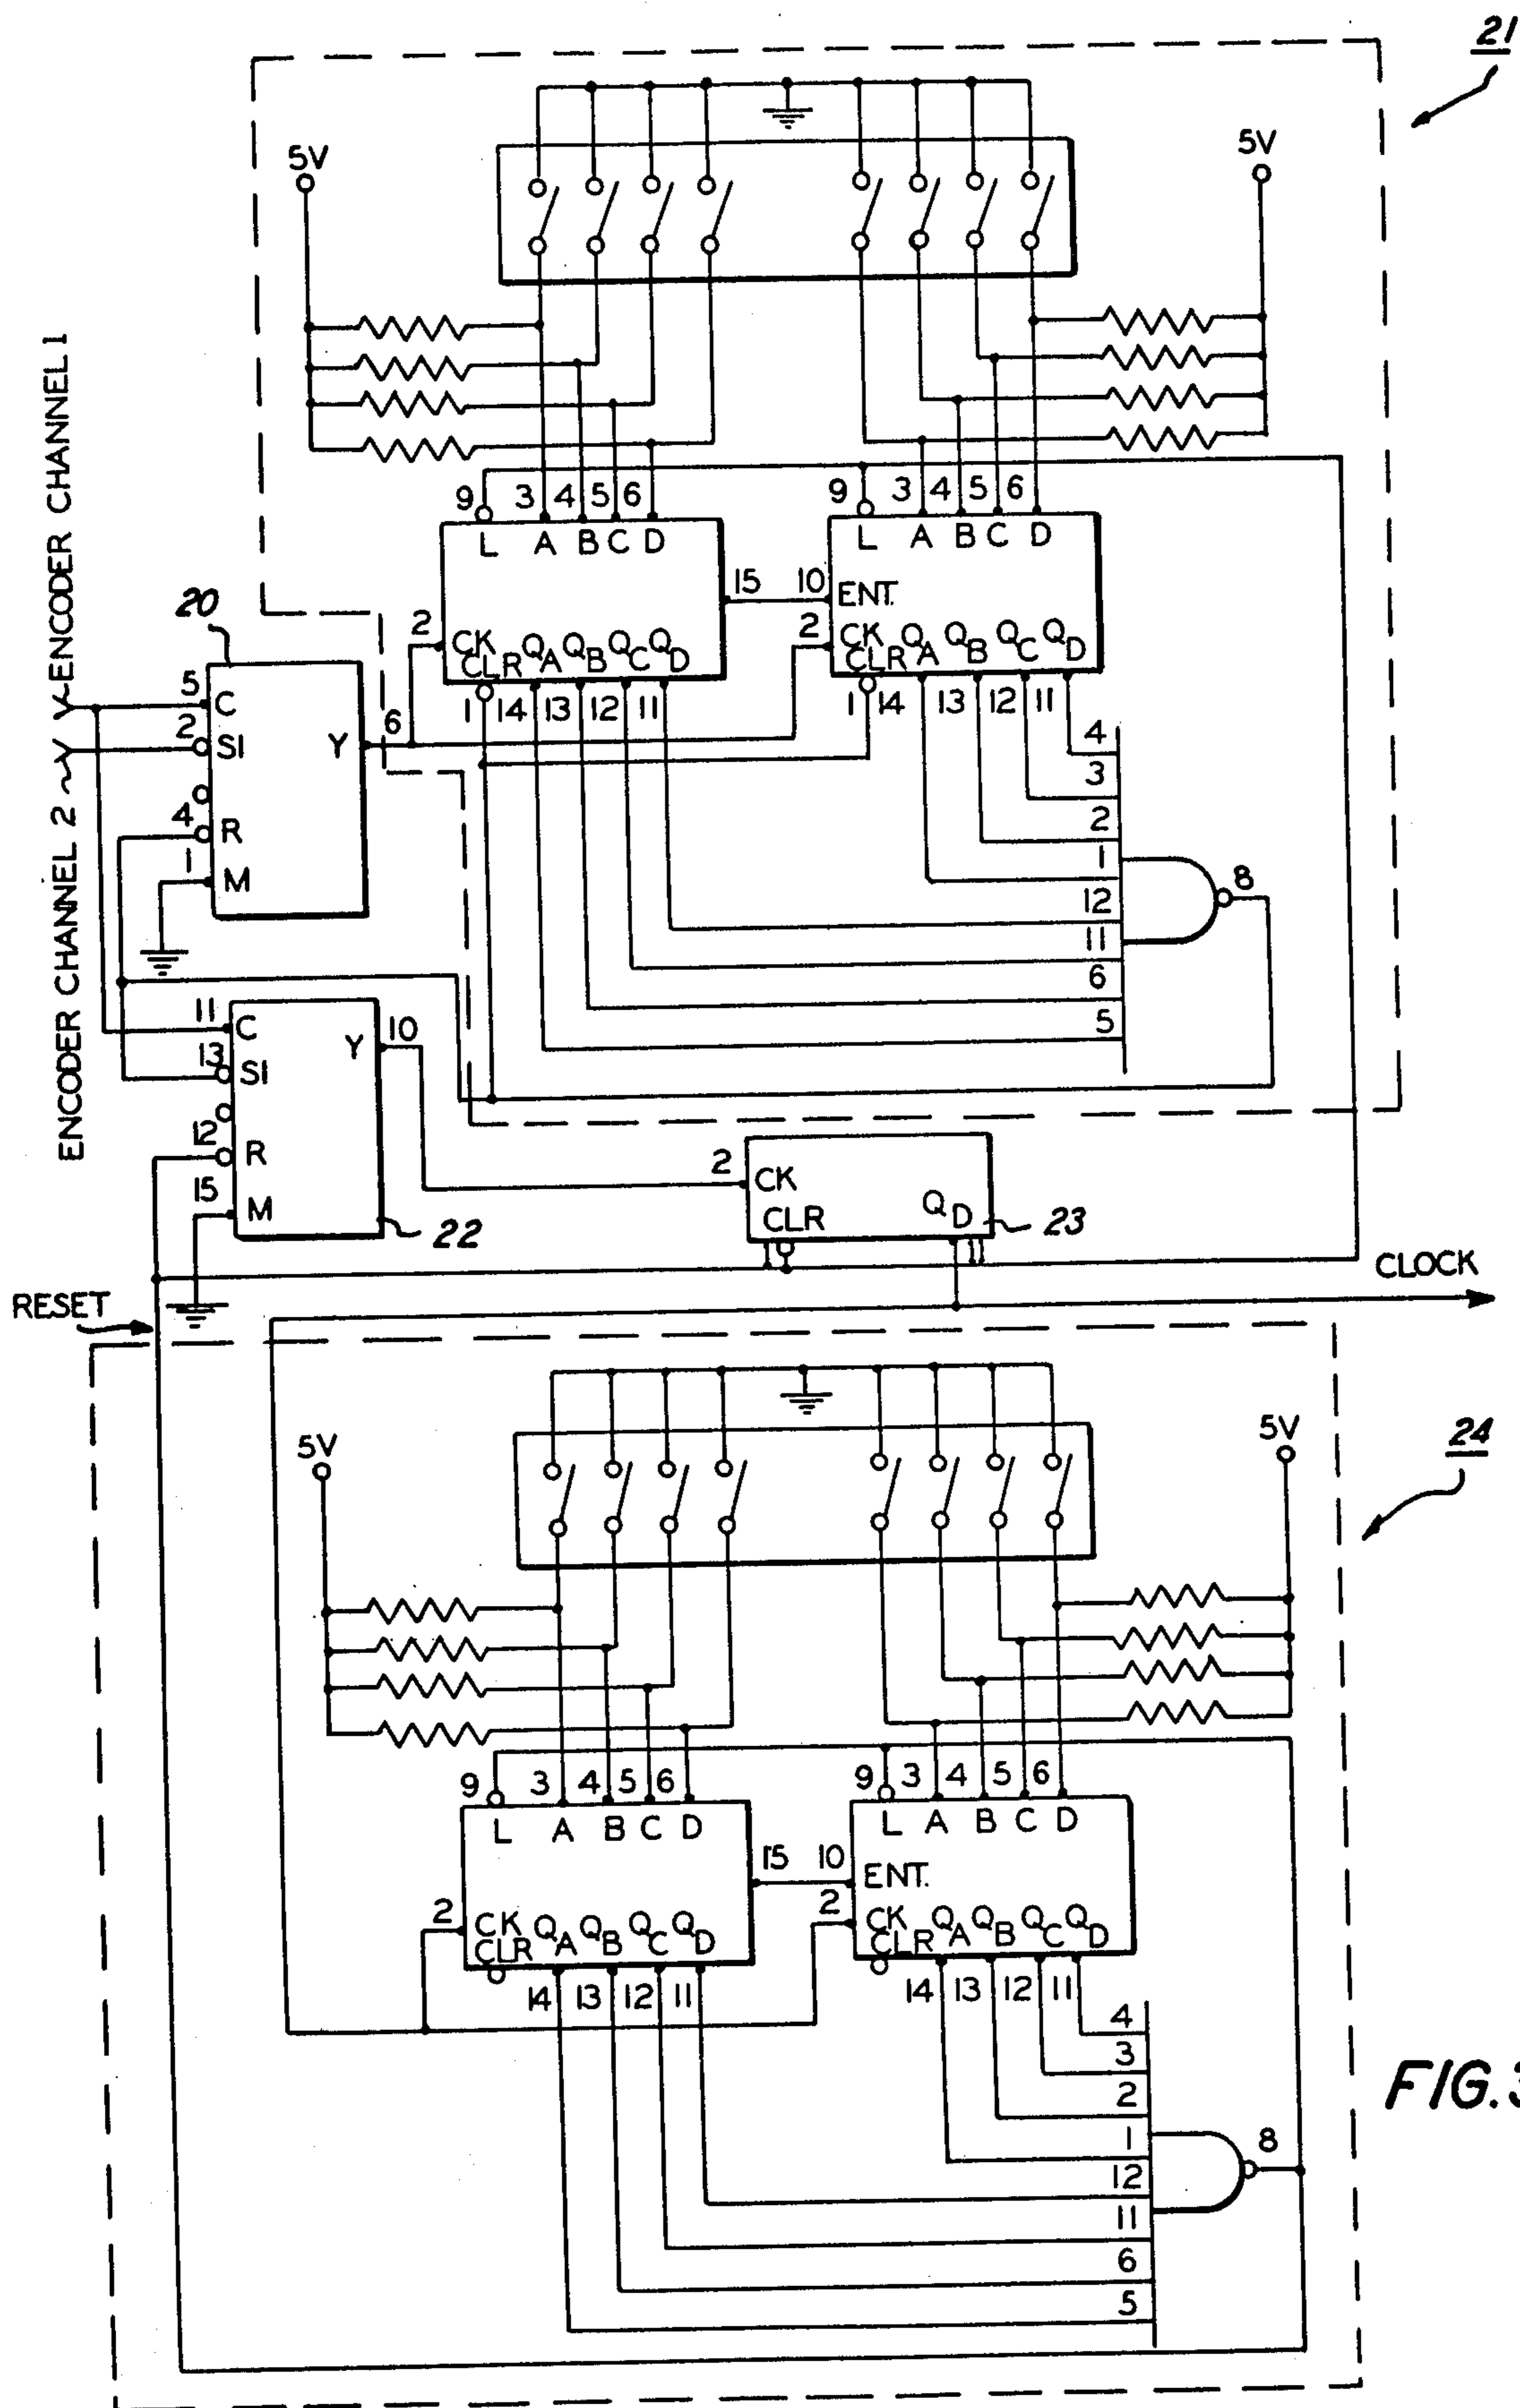 21
5V
5V
9 3 4 5 6
9 3 4 5 6
L A B C D
L A B C D
15 10 ENT.
2 CK
CLR QA QB QC QD
2 CK
CLR QA QB QC QD
1 14 13 12 11
1 14 13 12 11
ENCODER CHANNEL 1
ENCODER CHANNEL 2
20
5 C
2 SI
4 R
1 M
Y 6
4
3
2
1
12
11
6
5
8
11 C
13 SI
12 R
15 M
Y 10
22
2 CK
CLR QD
23
CLOCK
RESET
24
5V
5V
9 3 4 5 6
9 3 4 5 6
L A B C D
L A B C D
15 10 ENT.
2 CK
CLR QA QB QC QD
2 CK
CLR QA QB QC QD
14 13 12 11
14 13 12 11
4
3
2
1
12
11
6
5
8